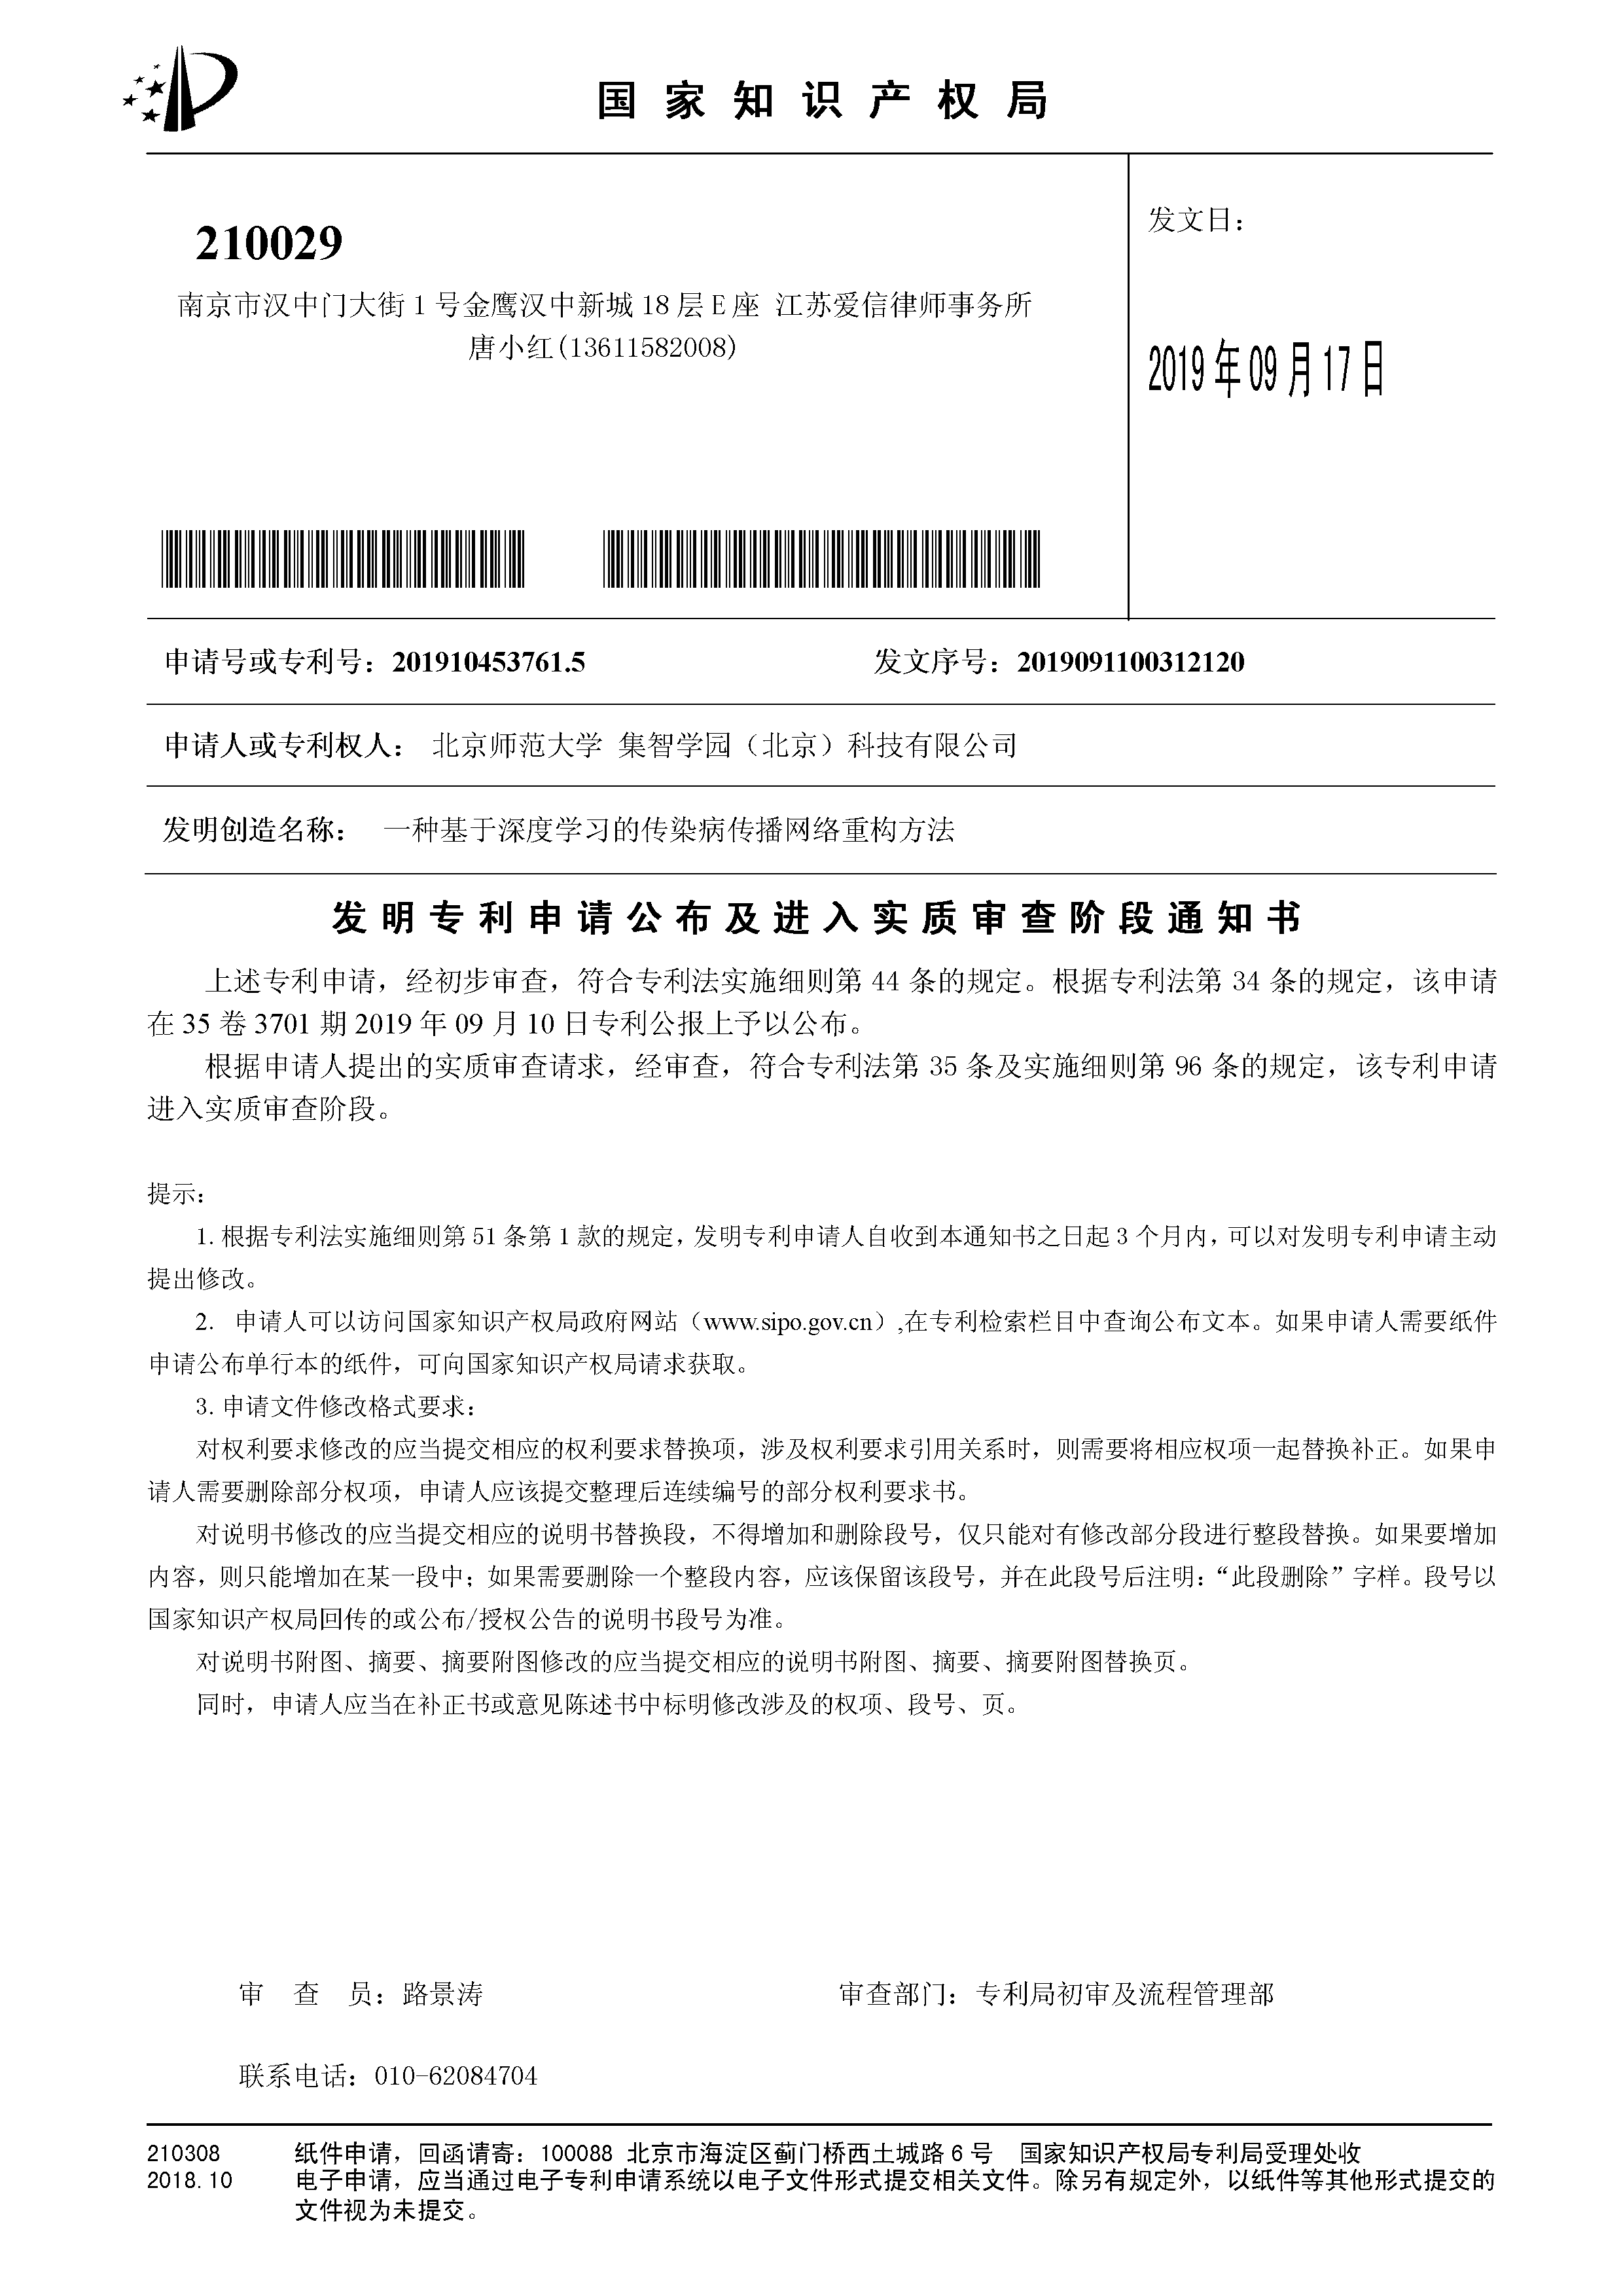 国家知识产权局
210029
南京市汉中门大街 1 号金鹰汉中新城 18 层 E 座 江苏爱信律师事务所
唐小红(13611582008)
发文日：
2019 年 09 月 17 日
申请号或专利号：201910453761.5
发文序号：2019091100312120
申请人或专利权人： 北京师范大学 集智学园（北京）科技有限公司
发明创造名称： 一种基于深度学习的传染病传播网络重构方法
发明专利申请公布及进入实质审查阶段通知书
上述专利申请，经初步审查，符合专利法实施细则第 44 条的规定。根据专利法第 34 条的规定，该申请
在 35 卷 3701 期 2019 年 09 月 10 日专利公报上予以公布。
根据申请人提出的实质审查请求，经审查，符合专利法第 35 条及实施细则第 96 条的规定，该专利申请
进入实质审查阶段。
提示：
1. 根据专利法实施细则第 51 条第 1 款的规定，发明专利申请人自收到本通知书之日起 3 个月内，可以对发明专利申请主动
提出修改。
2. 申请人可以访问国家知识产权局政府网站（www.sipo.gov.cn）,在专利检索栏目中查询公布文本。如果申请人需要纸件
申请公布单行本的纸件，可向国家知识产权局请求获取。
3. 申请文件修改格式要求：
对权利要求修改的应当提交相应的权利要求替换项，涉及权利要求引用关系时，则需要将相应权项一起替换补正。如果申
请人需要删除部分权项，申请人应该提交整理后连续编号的部分权利要求书。
对说明书修改的应当提交相应的说明书替换段，不得增加和删除段号，仅只能对有修改部分段进行整段替换。如果要增加
内容，则只能增加在某一段中；如果需要删除一个整段内容，应该保留该段号，并在此段号后注明：“此段删除”字样。段号以
国家知识产权局回传的或公布/授权公告的说明书段号为准。
对说明书附图、摘要、摘要附图修改的应当提交相应的说明书附图、摘要、摘要附图替换页。
同时，申请人应当在补正书或意见陈述书中标明修改涉及的权项、段号、页。
审 查 员：路景涛
审查部门：专利局初审及流程管理部
联系电话：010-62084704
210308 纸件申请，回函请寄：100088 北京市海淀区蓟门桥西土城路 6 号 国家知识产权局专利局受理处收
2018.10 电子申请，应当通过电子专利申请系统以电子文件形式提交相关文件。除另有规定外，以纸件等其他形式提交的
文件视为未提交。